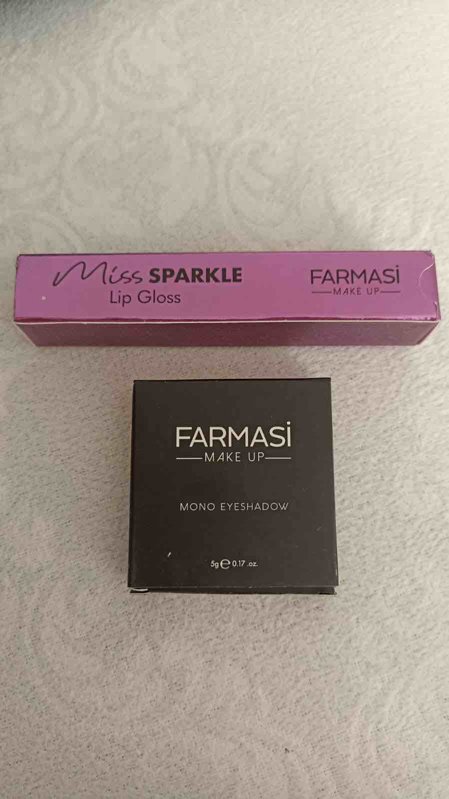 Miss SPARKLE
Lip Gloss
FARMASİ
MAKE UP
FARMASİ
MAKE UP
MONO EYESHADOW
5g ℮ 0.17 .oz.